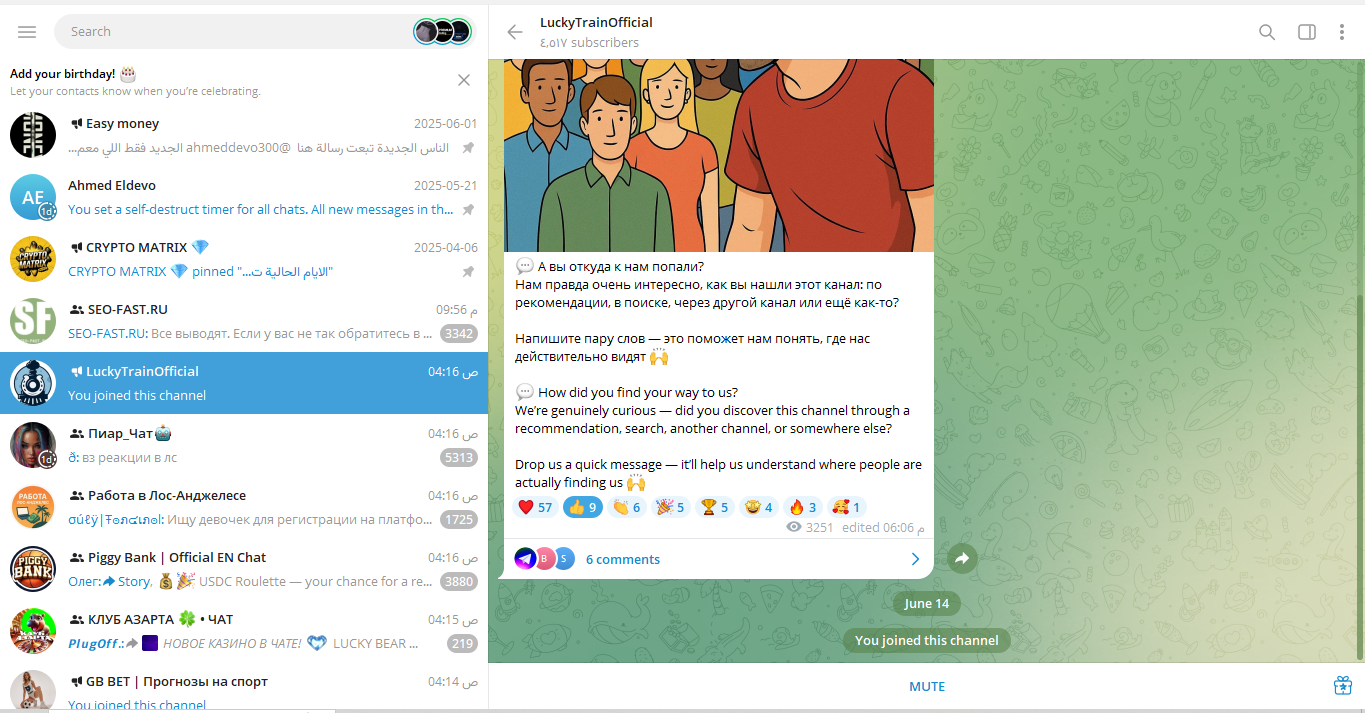 Search
Add your birthday! 🎂
Let your contacts know when you're celebrating.
Easy money
2025-06-01
الناس الجديدة تبعت رسالة هنا @ahmeddevo300 الجديد فقط اللي معم...
AE
1d
Ahmed Eldevo
2025-05-21
You set a self-destruct timer for all chats. All new messages in th...
CRYPTO MATRIX
CRYPTO MATRIX 💎
2025-04-06
CRYPTO MATRIX 💎 pinned "الايام الحالية ت..."
SF
SEO-FAST.RU
09:56 م
SEO-FAST.RU: Все выводят. Если у вас не так обратитесь в ...
3342
LuckyTrainOfficial
04:16 ص
You joined this channel
1d
Пиар_Чат🤖
04:16 ص
ð: вз реакции в лс
5313
РАБОТА
Работа в Лос-Анджелесе
04:16 ص
Ищу девочек для регистрации на платфо...
1725
PIGGY BANK
Piggy Bank | Official EN Chat
04:16 ص
Олег: Story, 💰 🎉 USDC Roulette — your chance for a re...
3880
КЛУБ АЗАРТА 🍀 • ЧАТ
04:15 ص
PlugOff.: НОВОЕ КАЗИНО В ЧАТЕ! LUCKY BEAR ...
219
GB BET | Прогнозы на спорт
04:14 ص
You joined this channel
LuckyTrainOfficial
٤,٥١٧ subscribers
💬 А вы откуда к нам попали?
Нам правда очень интересно, как вы нашли этот канал: по
рекомендации, в поиске, через другой канал или ещё как-то?
Напишите пару слов — это поможет нам понять, где нас
действительно видят 🙌
💬 How did you find your way to us?
We're genuinely curious — did you discover this channel through a
recommendation, search, another channel, or somewhere else?
Drop us a quick message — it'll help us understand where people are
actually finding us 🙌
❤️ 57 👍 9 👏 6 🎉 5 🏆 5 🤩 4 🔥 3 🥰 1
3251 edited 06:06 م
B S 6 comments
June 14
You joined this channel
MUTE